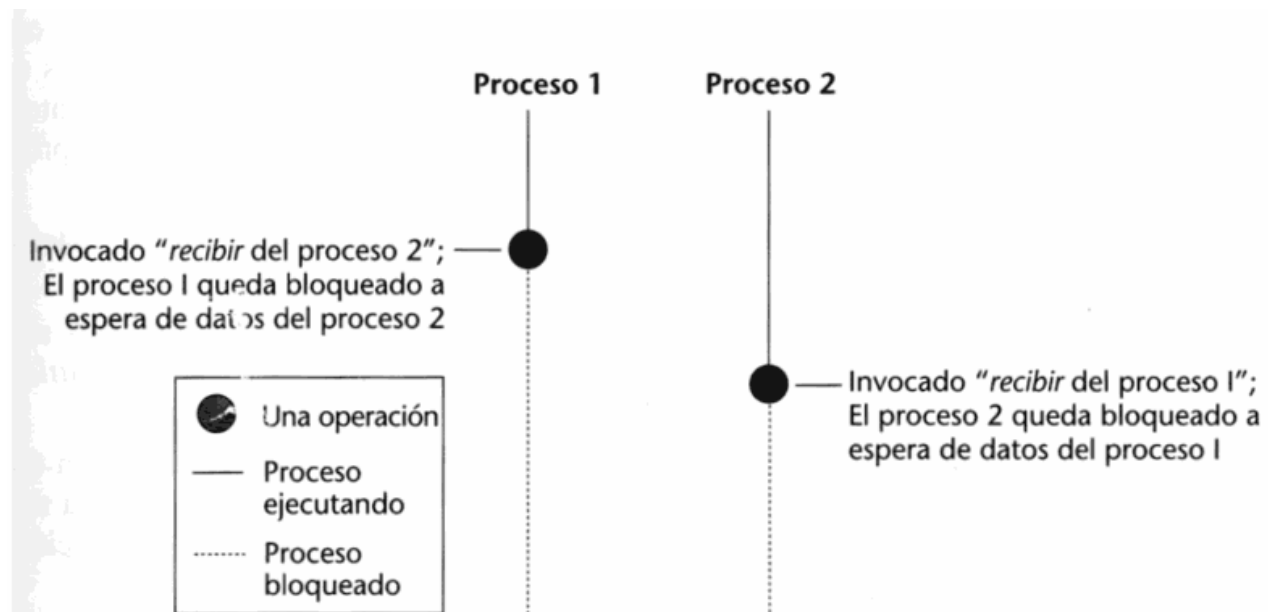 Proceso 1
Proceso 2
Invocado "recibir del proceso 2";
El proceso I queda bloqueado a
espera de datos del proceso 2
Invocado "recibir del proceso I";
El proceso 2 queda bloqueado a
espera de datos del proceso I
Una operación
Proceso
ejecutando
Proceso
bloqueado